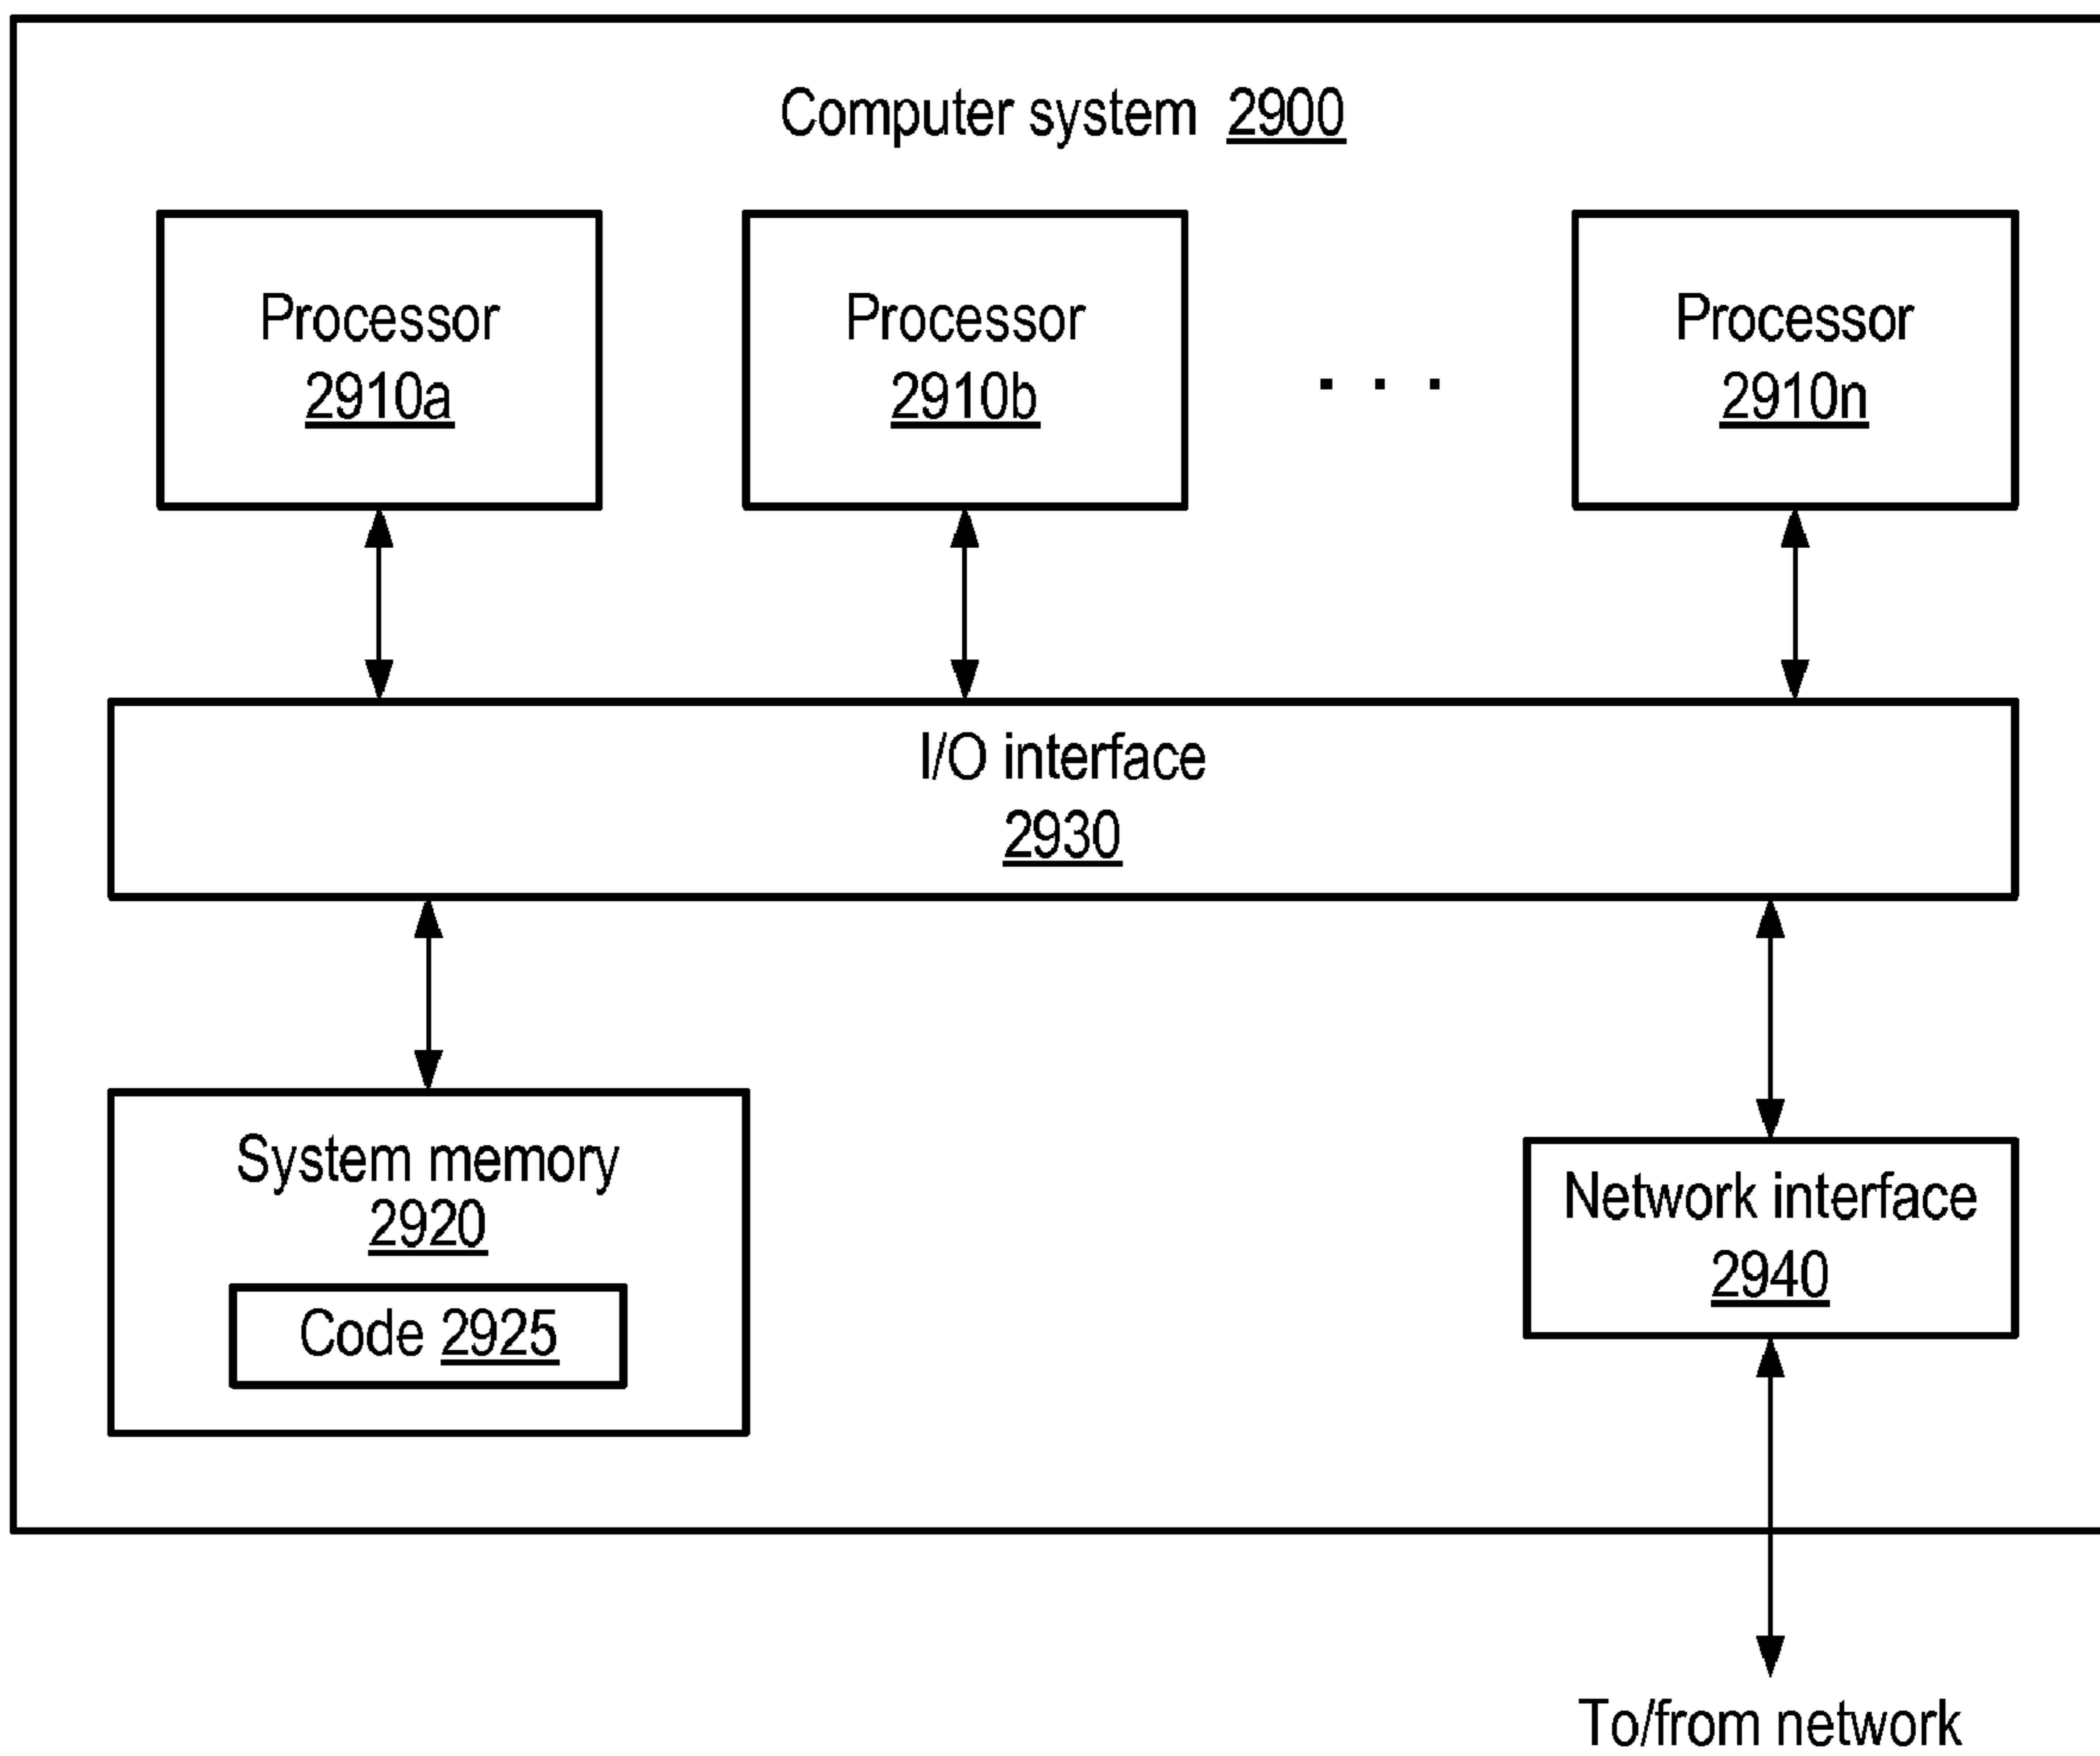 Computer system 2900
Processor
2910a
Processor
2910b
. . .
Processor
2910n
I/O interface
2930
System memory
2920
Code 2925
Network interface
2940
To/from network